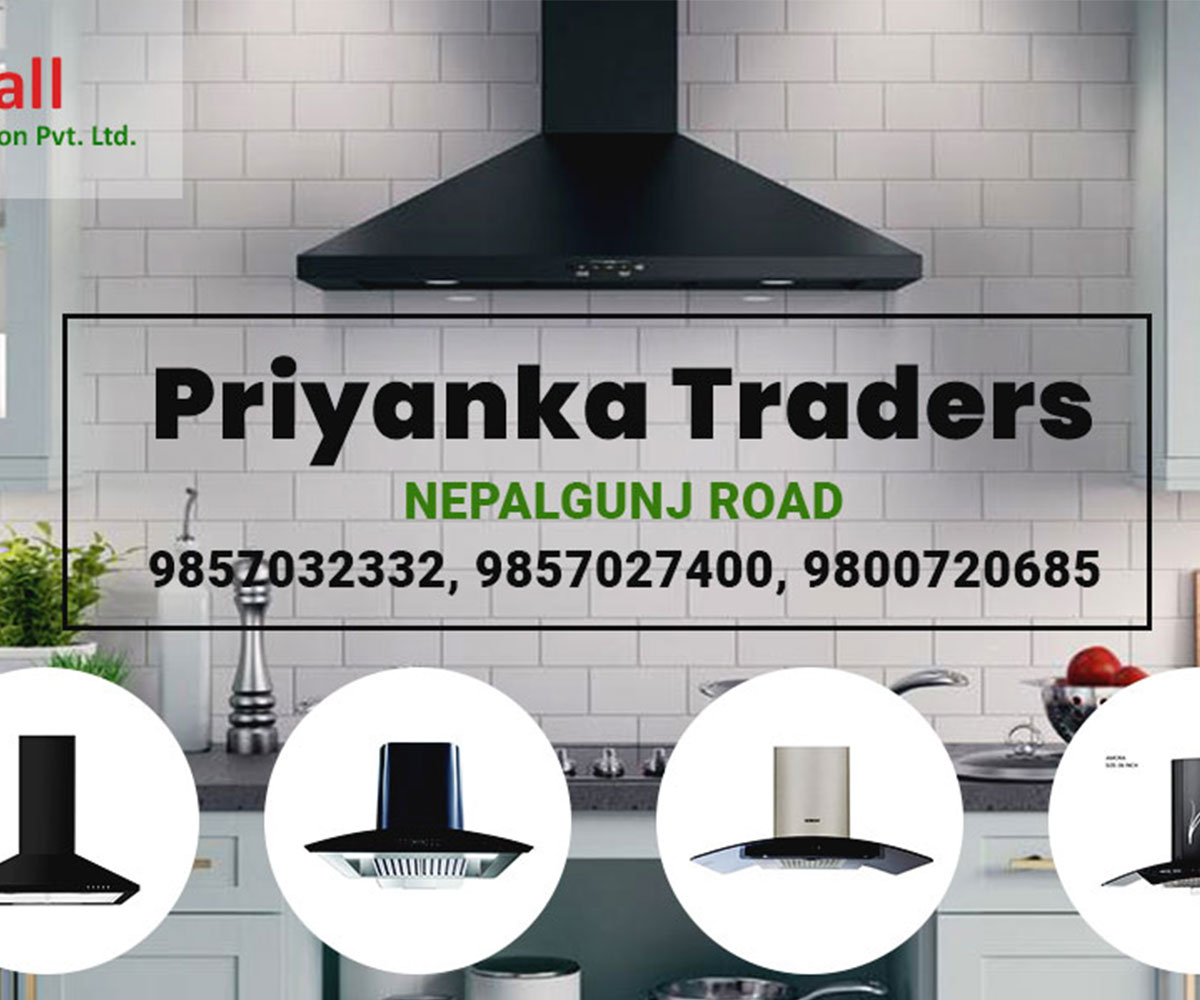 all
on Pvt. Ltd.
Priyanka Traders
NEPALGUNJ ROAD
9857032332, 9857027400, 9800720685